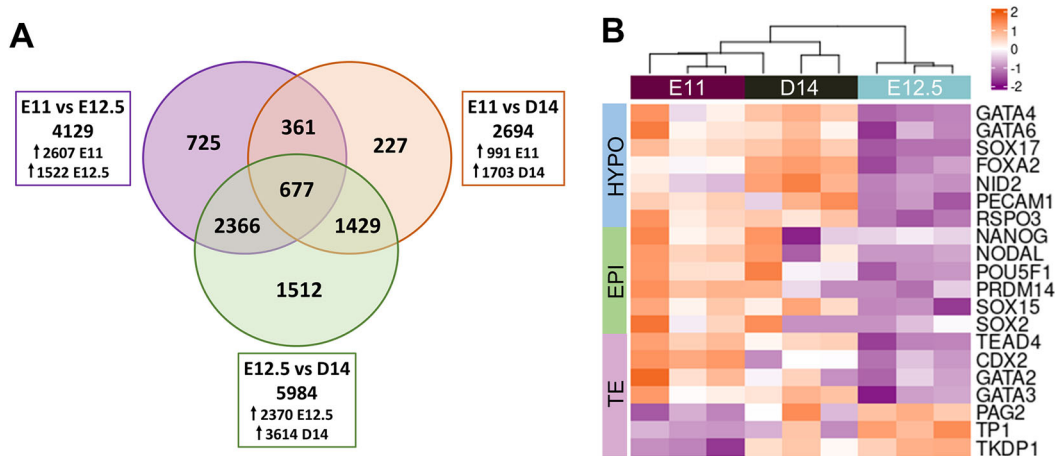 A
E11 vs E12.5
4129
↑2607 E11
↑1522 E12.5
725
361
227
677
2366
1429
1512
E11 vs D14
2694
↑991 E11
↑1703 D14
E12.5 vs D14
5984
↑2370 E12.5
↑3614 D14
B
2
1
0
-1
-2
E11
D14
E12.5
HYPO
GATA4
GATA6
SOX17
FOXA2
NID2
PECAM1
RSPO3
EPI
NANOG
NODAL
POU5F1
PRDM14
SOX15
SOX2
TE
TEAD4
CDX2
GATA2
GATA3
PAG2
TP1
TKDP1